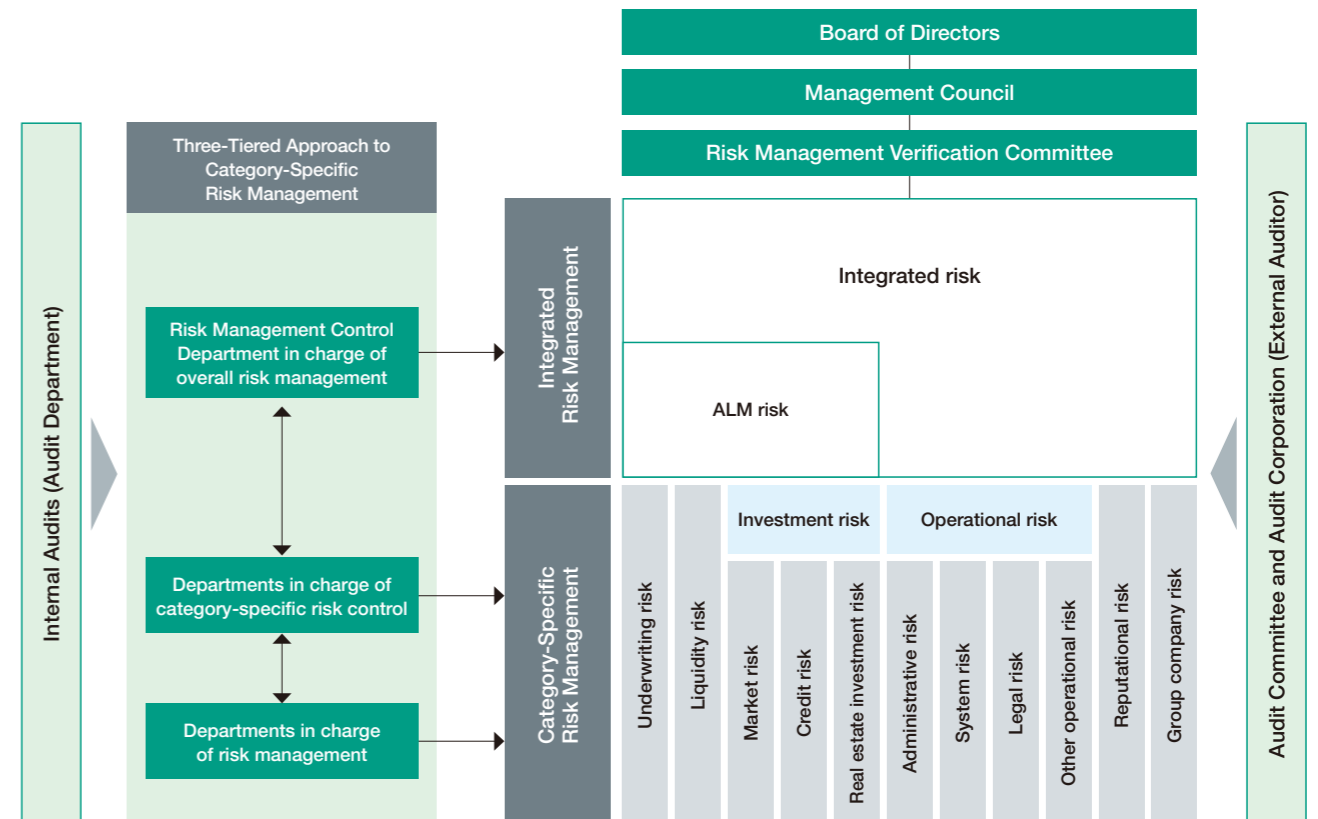 Board of Directors
Management Council
Risk Management Verification Committee
Internal Audits (Audit Department)
Three-Tiered Approach to
Category-Specific
Risk Management
Risk Management Control
Department in charge of
overall risk management
Departments in charge of
category-specific risk control
Departments in charge
of risk management
Integrated
Risk Management
Integrated risk
ALM risk
Category-Specific
Risk Management
Underwriting risk
Liquidity risk
Investment risk
Market risk
Credit risk
Real estate investment risk
Operational risk
Administrative risk
System risk
Legal risk
Other operational risk
Reputational risk
Group company risk
Audit Committee and Audit Corporation (External Auditor)